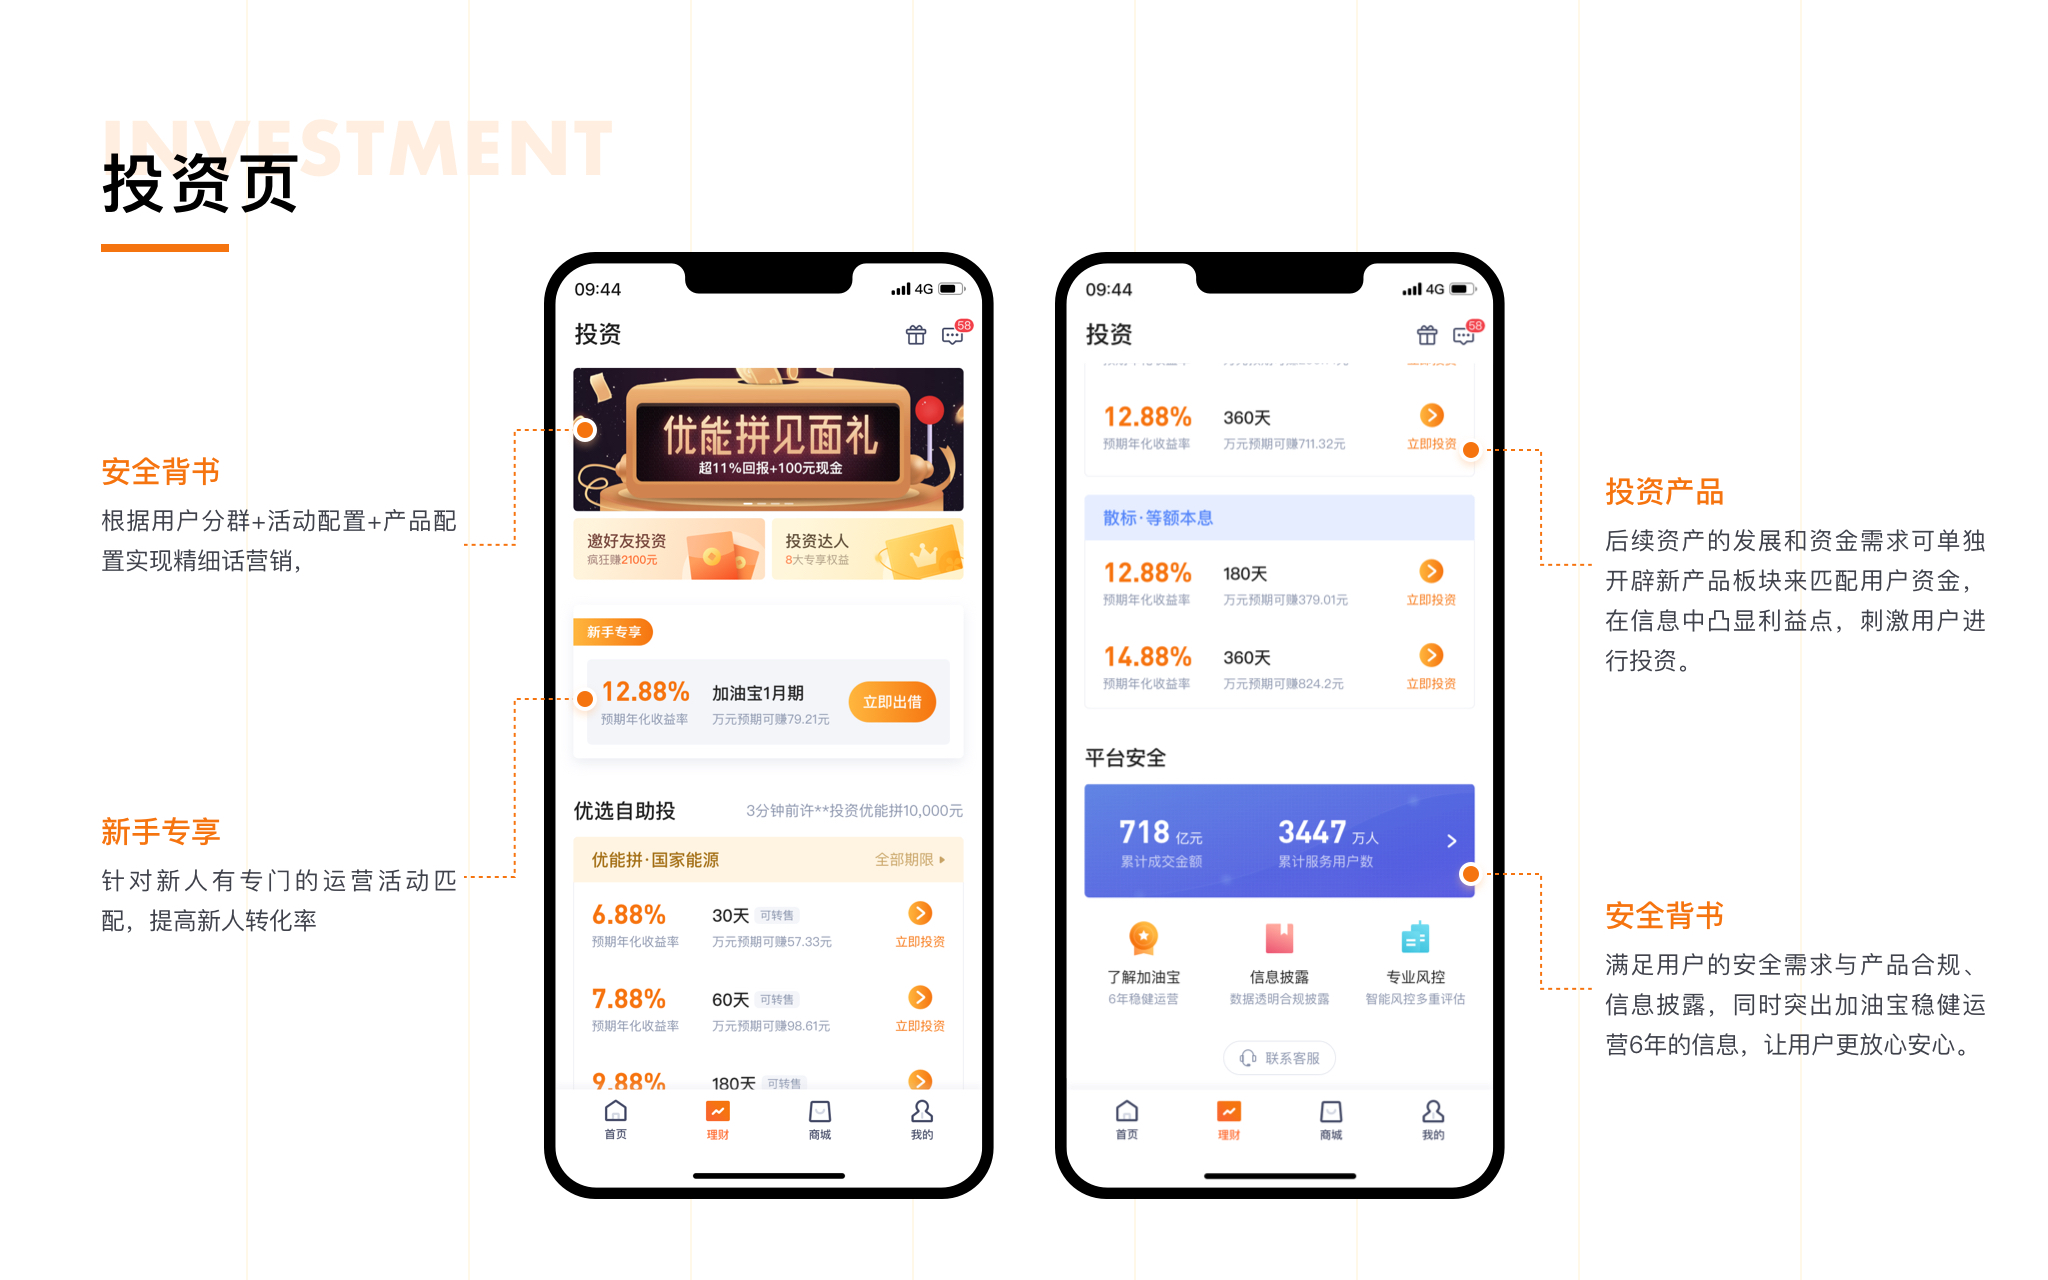 INVESTMENT
投资页
安全背书
根据用户分群+活动配置+产品配
置实现精细话营销,
新手专享
针对新人有专门的运营活动匹
配，提高新人转化率
09:44
4G
投资
58
优能拼见面礼
超11%回报+100元现金
邀好友投资
疯狂赚2100元
投资达人
8大专享权益
新手专享
12.88%
加油宝1月期
立即出借
预期年化收益率
万元预期可赚79.21元
优选自助投
3分钟前许**投资优能拼10,000元
优能拼·国家能源
全部期限
6.88%
30天
可转售
预期年化收益率
万元预期可赚57.33元
立即投资
7.88%
60天
可转售
预期年化收益率
万元预期可赚98.61元
立即投资
9.88%
180天
可转售
首页
理财
商城
我的
09:44
4G
投资
58
12.88%
360天
预期年化收益率
万元预期可赚711.32元
立即投资
散标·等额本息
12.88%
180天
预期年化收益率
万元预期可赚379.01元
立即投资
14.88%
360天
预期年化收益率
万元预期可赚824.2元
立即投资
平台安全
718 亿元
3447 万人
累计成交金额
累计服务用户数
了解加油宝
信息披露
专业风控
6年稳健运营
数据透明合规披露
智能风控多重评估
联系客服
首页
理财
商城
我的
投资产品
后续资产的发展和资金需求可单独
开辟新产品板块来匹配用户资金，
在信息中凸显利益点，刺激用户进
行投资。
安全背书
满足用户的安全需求与产品合规、
信息披露，同时突出加油宝稳健运
营6年的信息，让用户更放心安心。